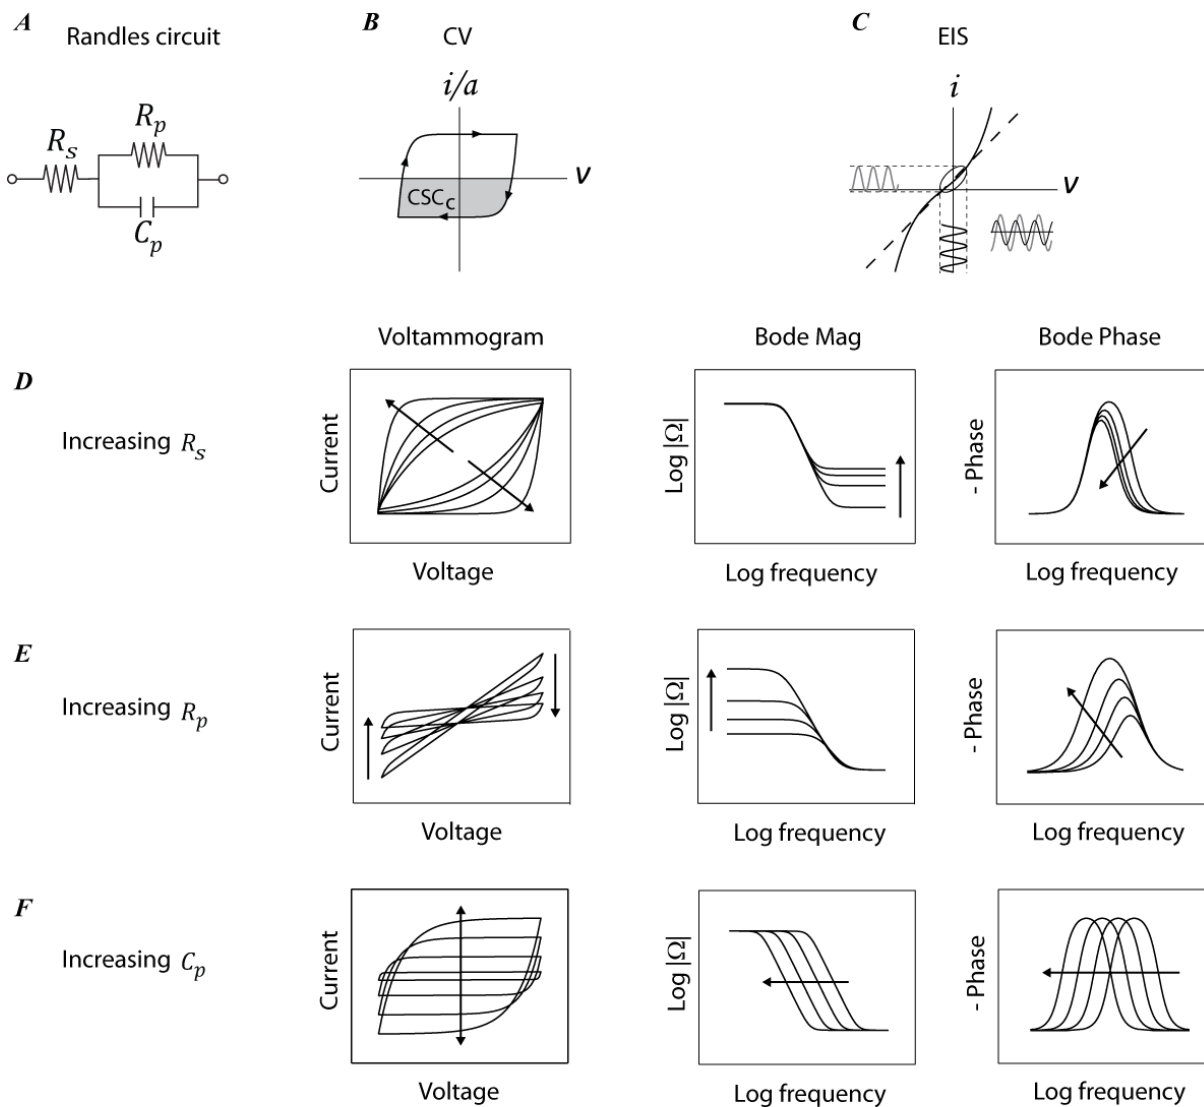 A Randles circuit
B CV
C EIS
i/a
i
R_p
R_s
v
v
CSC_c
C_p
Voltammogram
Bode Mag
Bode Phase
D
Increasing R_s
Current
Voltage
Log |Ω|
Log frequency
- Phase
Log frequency
E
Increasing R_p
Current
Voltage
Log |Ω|
Log frequency
- Phase
Log frequency
F
Increasing C_p
Current
Voltage
Log |Ω|
Log frequency
- Phase
Log frequency